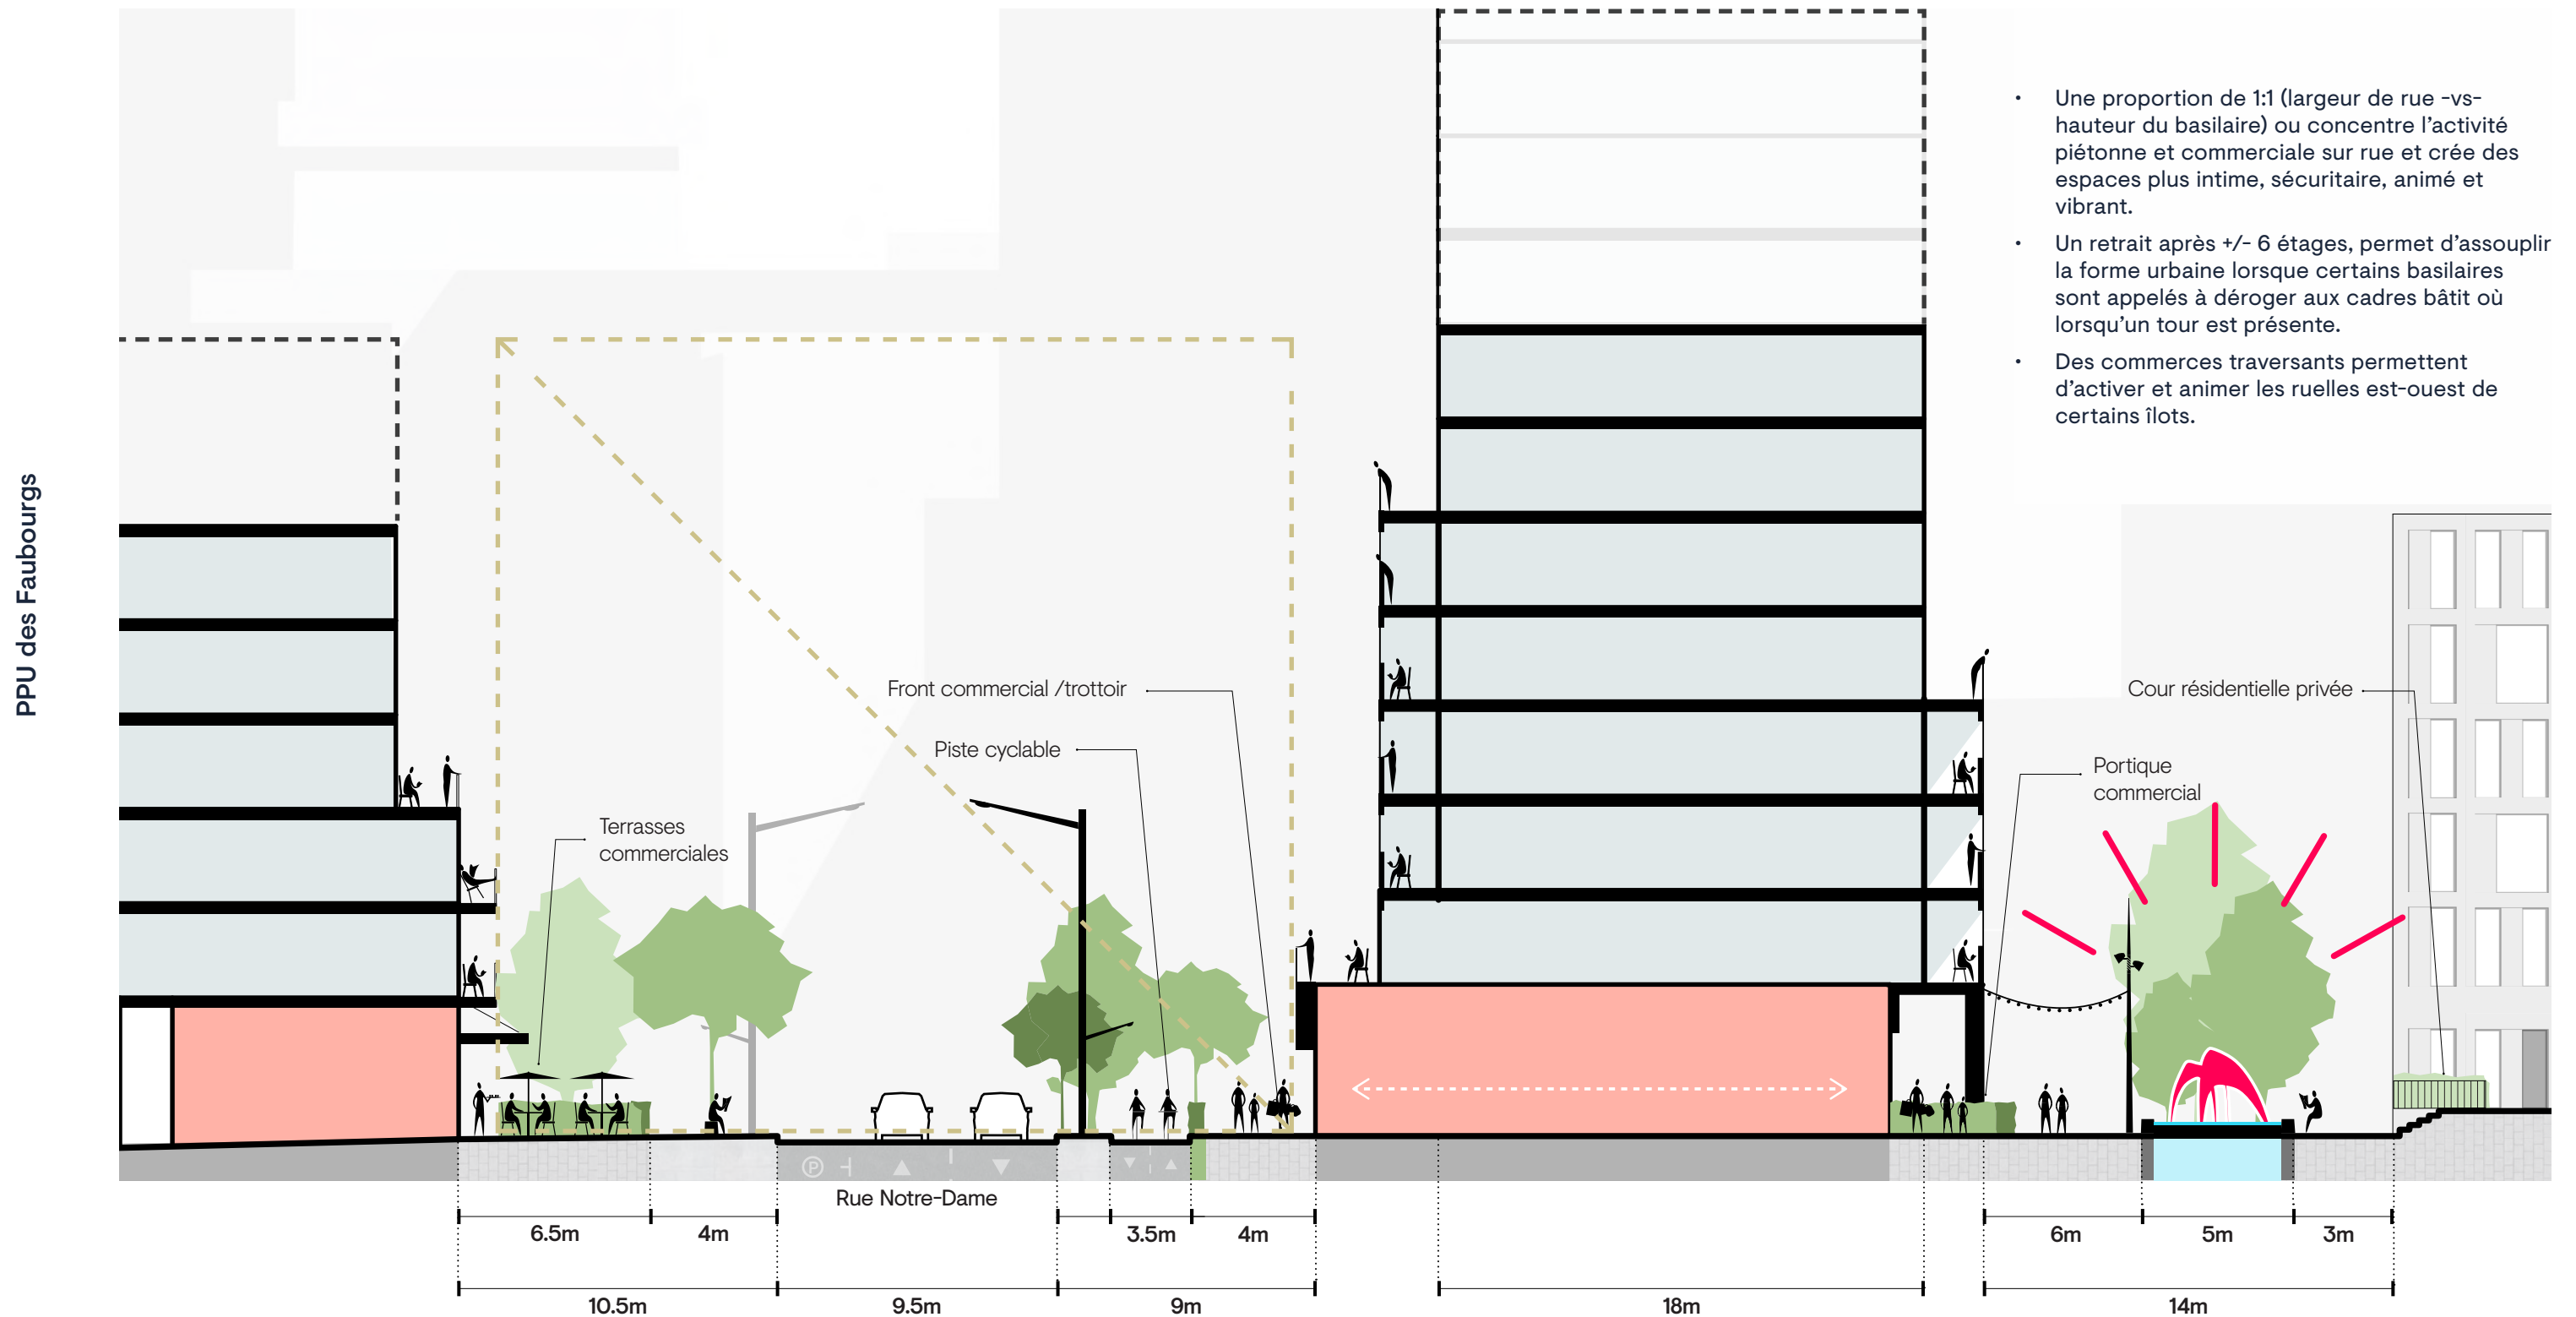 PPU des Faubourgs
• Une proportion de 1:1 (largeur de rue -vs-
hauteur du basilaire) ou concentre l'activité
piétonne et commerciale sur rue et crée des
espaces plus intime, sécuritaire, animé et
vibrant.
• Un retrait après +/- 6 étages, permet d'assouplir
la forme urbaine lorsque certains basilaires
sont appelés à déroger aux cadres bâtit où
lorsqu'un tour est présente.
• Des commerces traversants permettent
d'activer et animer les ruelles est-ouest de
certains îlots.
Front commercial /trottoir
Piste cyclable
Terrasses
commerciales
Cour résidentielle privée
Portique
commercial
P
Rue Notre-Dame
6.5m
4m
3.5m
4m
6m
5m
3m
10.5m
9.5m
9m
18m
14m